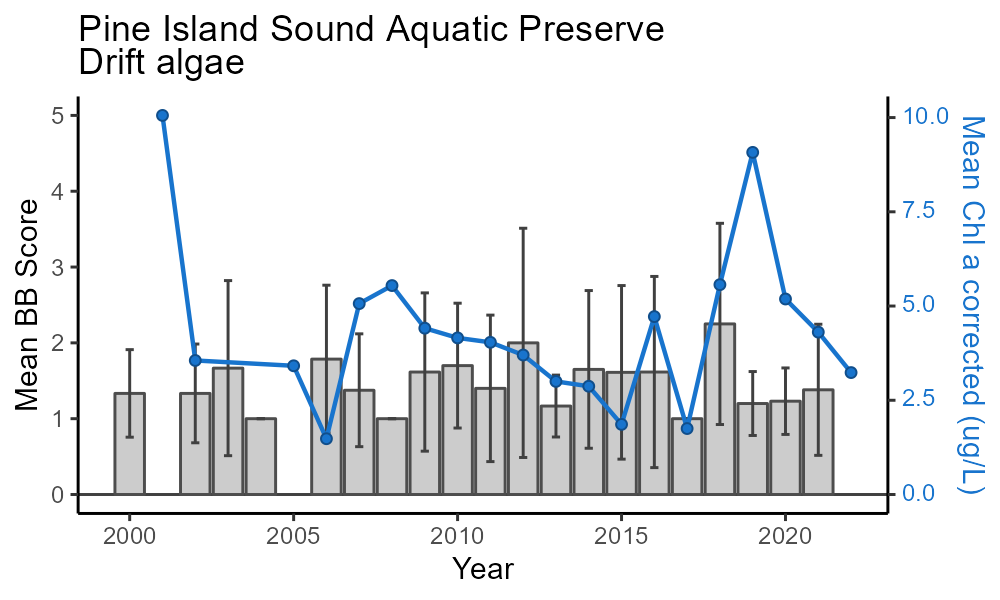 Pine Island Sound Aquatic Preserve
Drift algae
Mean BB Score
5
4
3
2
1
0
10.0
7.5
5.0
2.5
0.0
Mean Chl a corrected (ug/L)
2000 2005 2010 2015 2020
Year